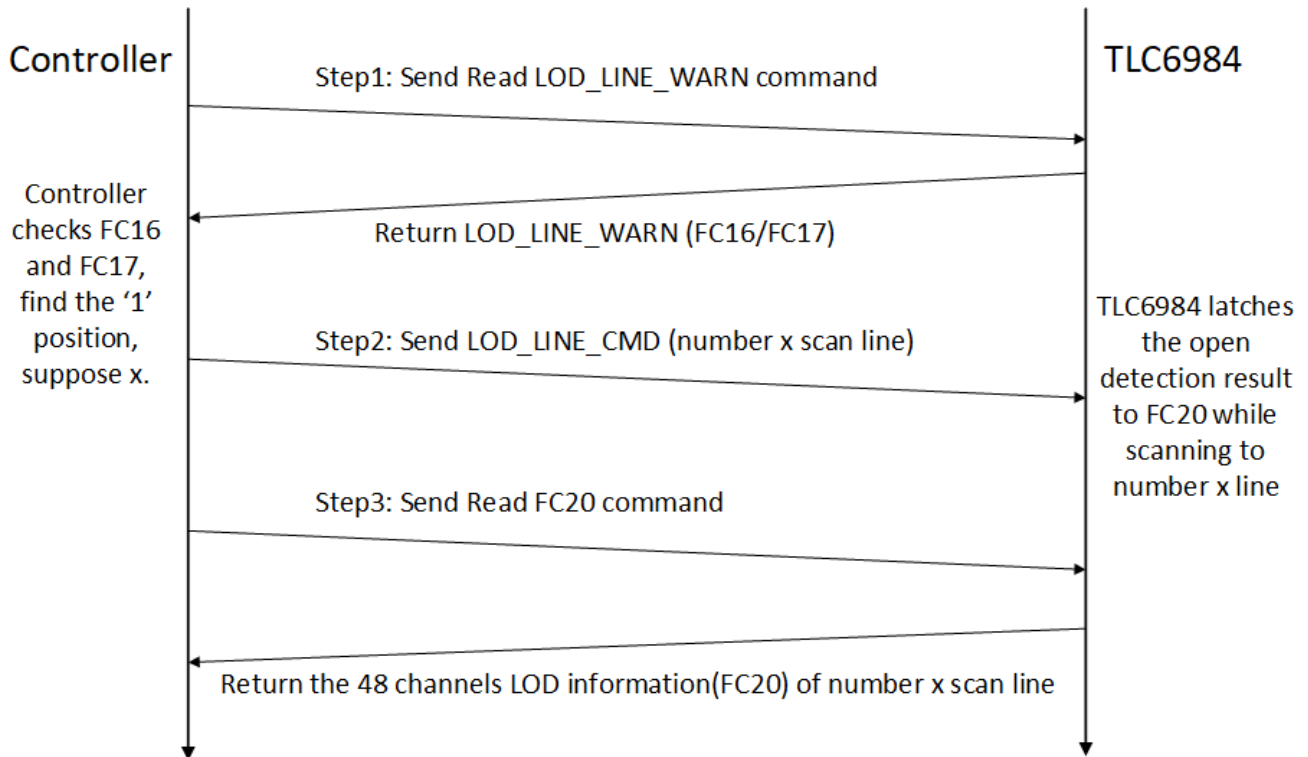 Controller
TLC6984
Step1: Send Read LOD_LINE_WARN command
Controller
checks FC16
and FC17,
find the ‘1’
position,
suppose x.
Return LOD_LINE_WARN (FC16/FC17)
Step2: Send LOD_LINE_CMD (number x scan line)
TLC6984 latches
the open
detection result
to FC20 while
scanning to
number x line
Step3: Send Read FC20 command
Return the 48 channels LOD information(FC20) of number x scan line